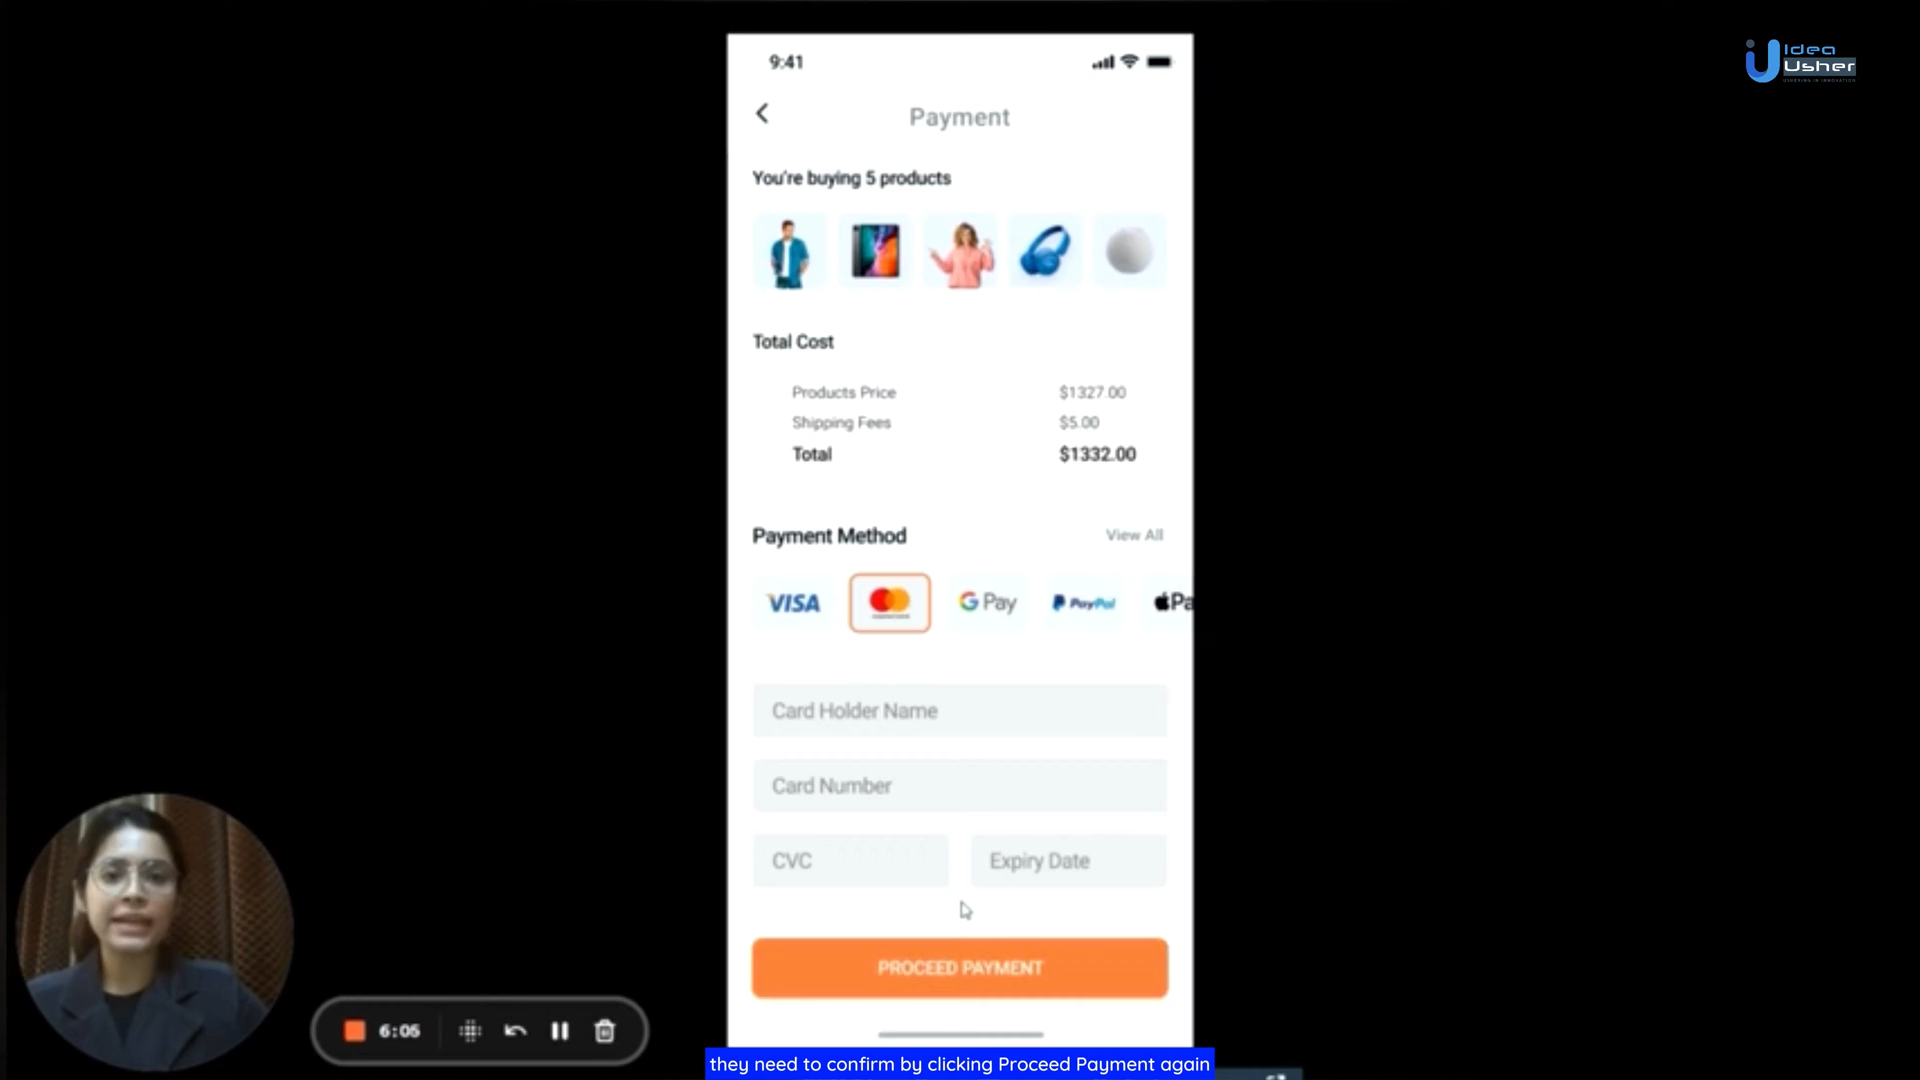 Idea
Usher
9:41
Payment
You're buying 5 products
Total Cost
Products Price $1327.00
Shipping Fees $5.00
Total $1332.00
Payment Method View All
VISA G Pay PayPal Pa
Card Holder Name
Card Number
CVC Expiry Date
PROCEED PAYMENT
6:05
they need to confirm by clicking Proceed Payment again